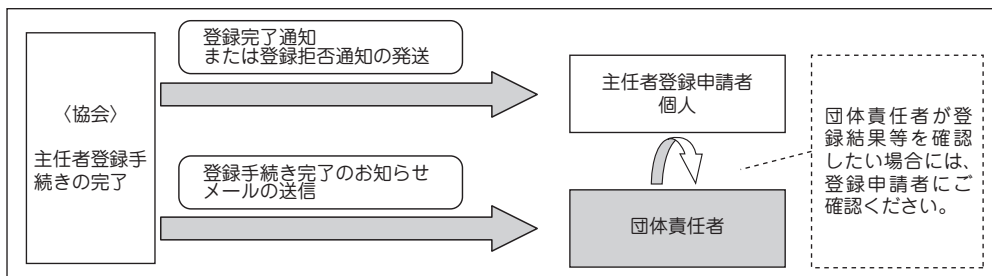 〈協会〉
主任者登録手
続きの完了
登録完了通知
または登録拒否通知の発送
登録手続き完了のお知らせ
メールの送信
主任者登録申請者
個人
団体責任者
団体責任者が登
録結果等を確認
したい場合には、
登録申請者にご
確認ください。